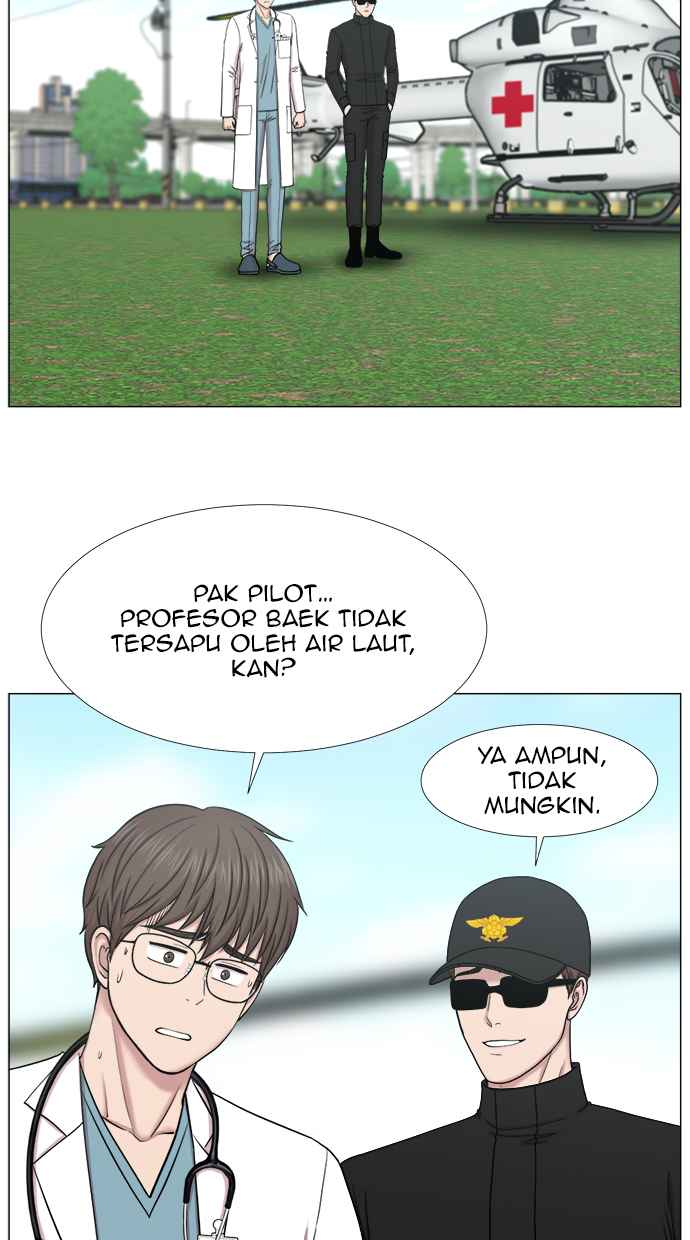 PAK PILOT...
PROFESOR BAEK TIDAK
TERSAPU OLEH AIR LAUT,
KAN?
YA AMPUN,
TIDAK
MUNGKIN.